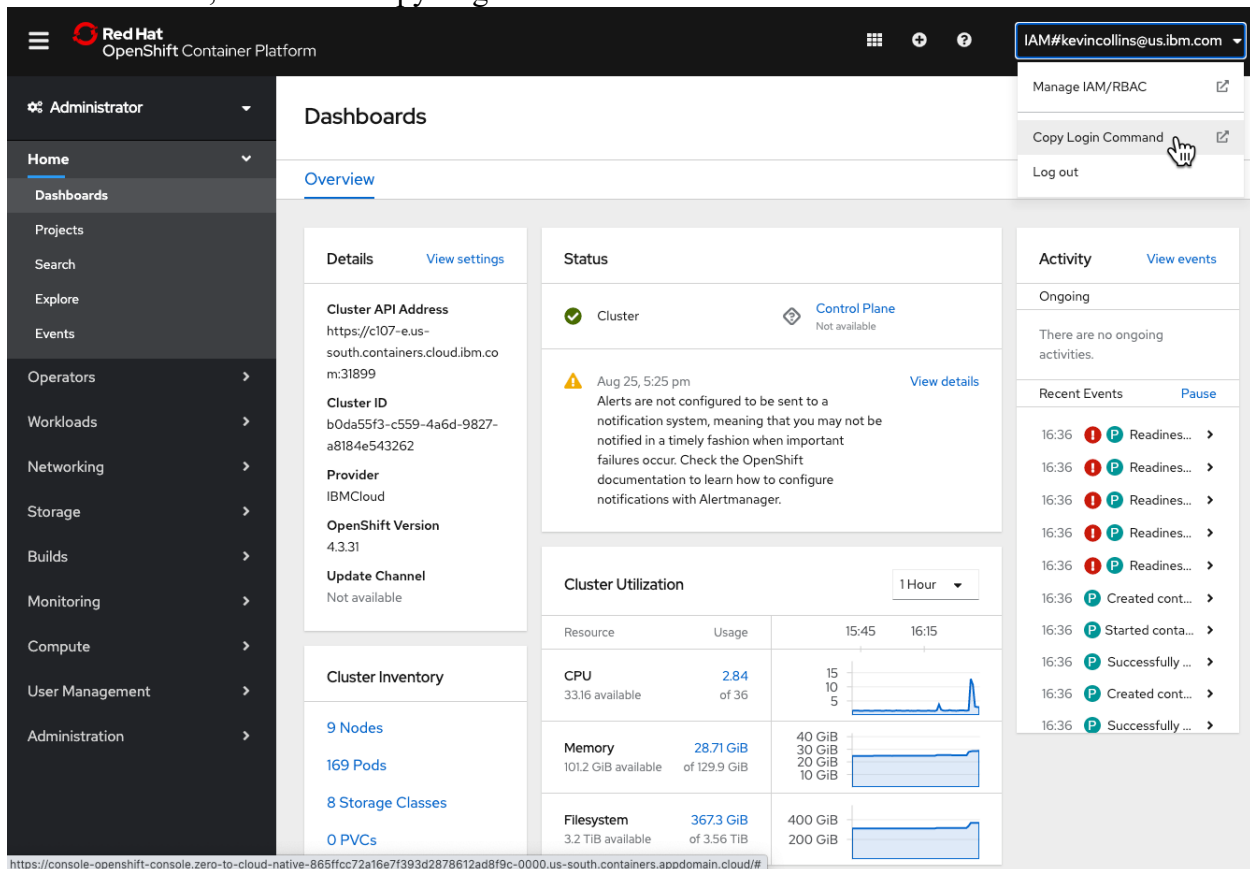 Red Hat
OpenShift Container Platform
IAM#kevincollins@us.ibm.com
Manage IAM/RBAC
Copy Login Command
Log out
Administrator
Home
Dashboards
Projects
Search
Explore
Events
Operators
Workloads
Networking
Storage
Builds
Monitoring
Compute
User Management
Administration
Dashboards
Overview
Details View settings
Cluster API Address
https://c107-e.us-
south.containers.cloud.ibm.co
m:31899
Cluster ID
b0da55f3-c559-4a6d-9827-
a8184e543262
Provider
IBMCloud
OpenShift Version
4.3.31
Update Channel
Not available
Cluster Inventory
9 Nodes
169 Pods
8 Storage Classes
0 PVCs
Status
Cluster
Control Plane
Not available
Aug 25, 5:25 pm View details
Alerts are not configured to be sent to a
notification system, meaning that you may not be
notified in a timely fashion when important
failures occur. Check the OpenShift
documentation to learn how to configure
notifications with Alertmanager.
Cluster Utilization 1 Hour
Resource Usage 15:45 16:15
CPU 2.84
33.16 available of 36
15
10
5
Memory 28.71 GiB
101.2 GiB available of 129.9 GiB
40 GiB
30 GiB
20 GiB
10 GiB
Filesystem 367.3 GiB
3.2 TiB available of 3.56 TiB
400 GiB
200 GiB
Activity View events
Ongoing
There are no ongoing
activities.
Recent Events Pause
16:36 P Readines...
16:36 P Readines...
16:36 P Readines...
16:36 P Readines...
16:36 P Readines...
16:36 P Created cont...
16:36 P Started conta...
16:36 P Successfully ...
16:36 P Created cont...
16:36 P Successfully ...
https://console-openshift-console.zero-to-cloud-native-865ffcc72a16e7f393d2878612ad8f9c-0000.us-south.containers.appdomain.cloud/#